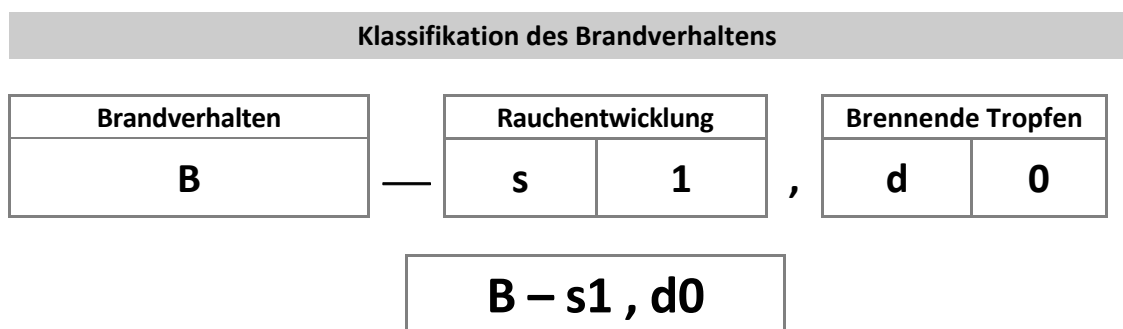 Klassifikation des Brandverhaltens
Brandverhalten Rauchentwicklung Brennende Tropfen
B — s 1 , d 0
B – s1 , d0